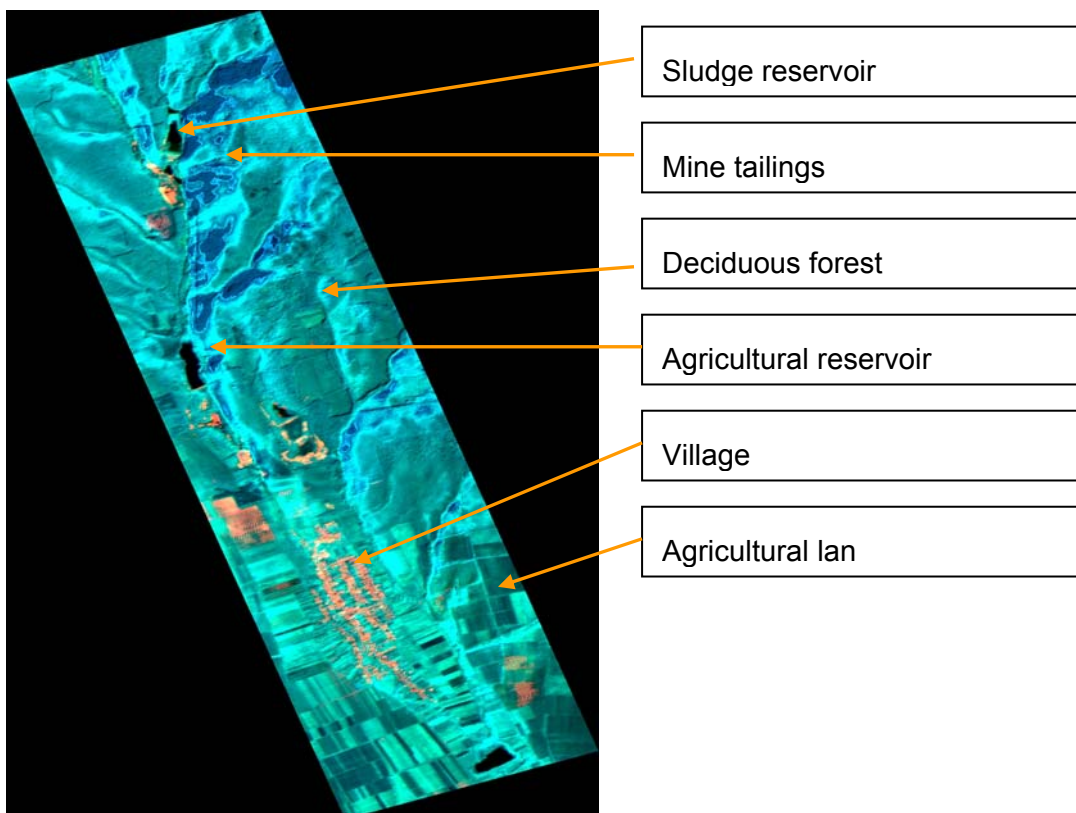 Sludge reservoir
Mine tailings
Deciduous forest
Agricultural reservoir
Village
Agricultural lan